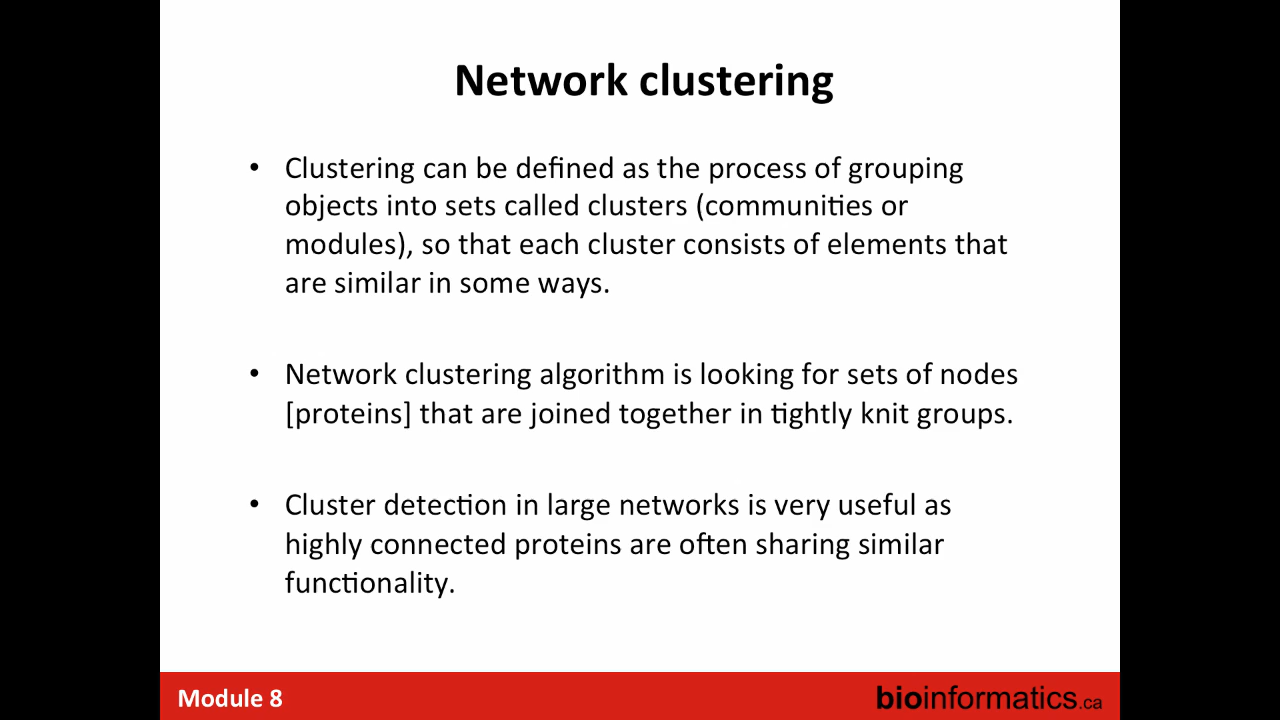 Network clustering
• Clustering can be defined as the process of grouping
objects into sets called clusters (communities or
modules), so that each cluster consists of elements that
are similar in some ways.
• Network clustering algorithm is looking for sets of nodes
[proteins] that are joined together in tightly knit groups.
• Cluster detection in large networks is very useful as
highly connected proteins are often sharing similar
functionality.
Module 8
bioinformatics.ca